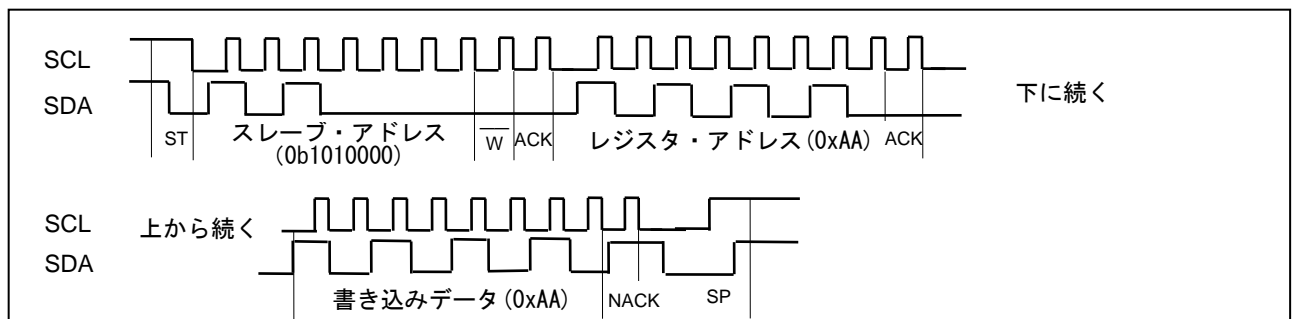 SCL
SDA
下に続く
ST
スレーブ・アドレス
(0b1010000)
W
ACK
レジスタ・アドレス(0xAA)
ACK
SCL
上から続く
SDA
書き込みデータ(0xAA)
NACK
SP